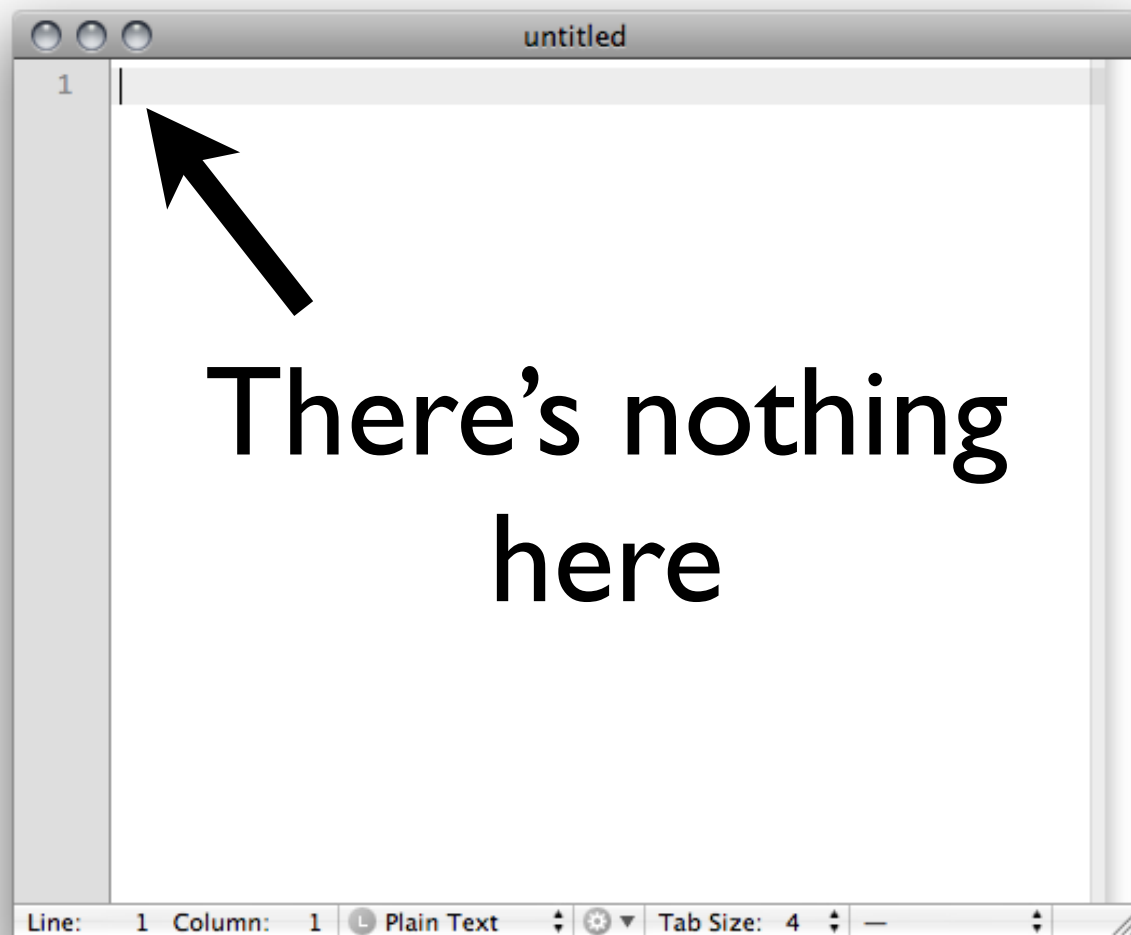 untitled
1
There’s nothing
here
Line: 1 Column: 1 L Plain Text Tab Size: 4 —